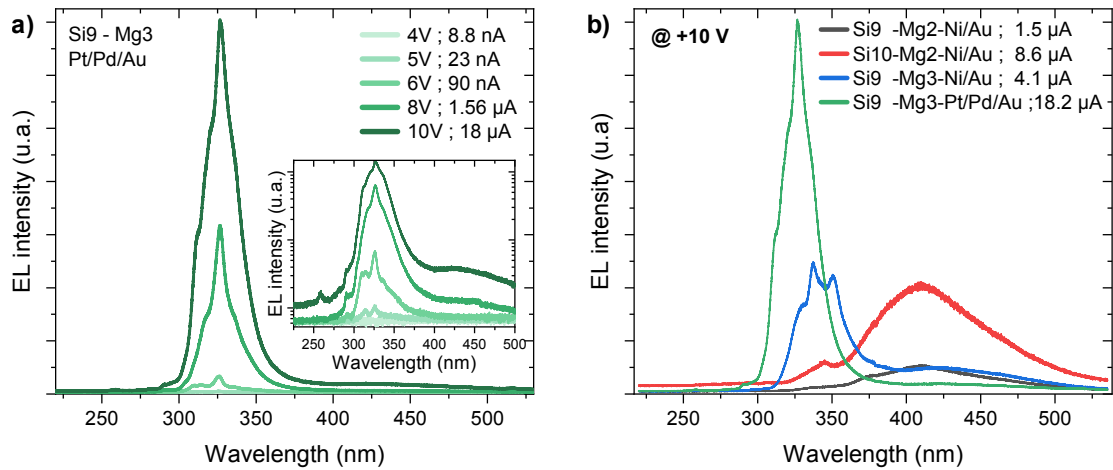 a)
Si9 - Mg3
Pt/Pd/Au
4V ; 8.8 nA
5V ; 23 nA
6V ; 90 nA
8V ; 1.56 µA
10V ; 18 µA
EL intensity (u.a.)
EL intensity (u.a.)
250 300 350 400 450 500
Wavelength (nm)
250 300 350 400 450 500
Wavelength (nm)
b)
@ +10 V
Si9 -Mg2-Ni/Au ; 1.5 µA
Si10-Mg2-Ni/Au ; 8.6 µA
Si9 -Mg3-Ni/Au ; 4.1 µA
Si9 -Mg3-Pt/Pd/Au ;18.2 µA
EL intensity (u.a)
250 300 350 400 450 500
Wavelength (nm)